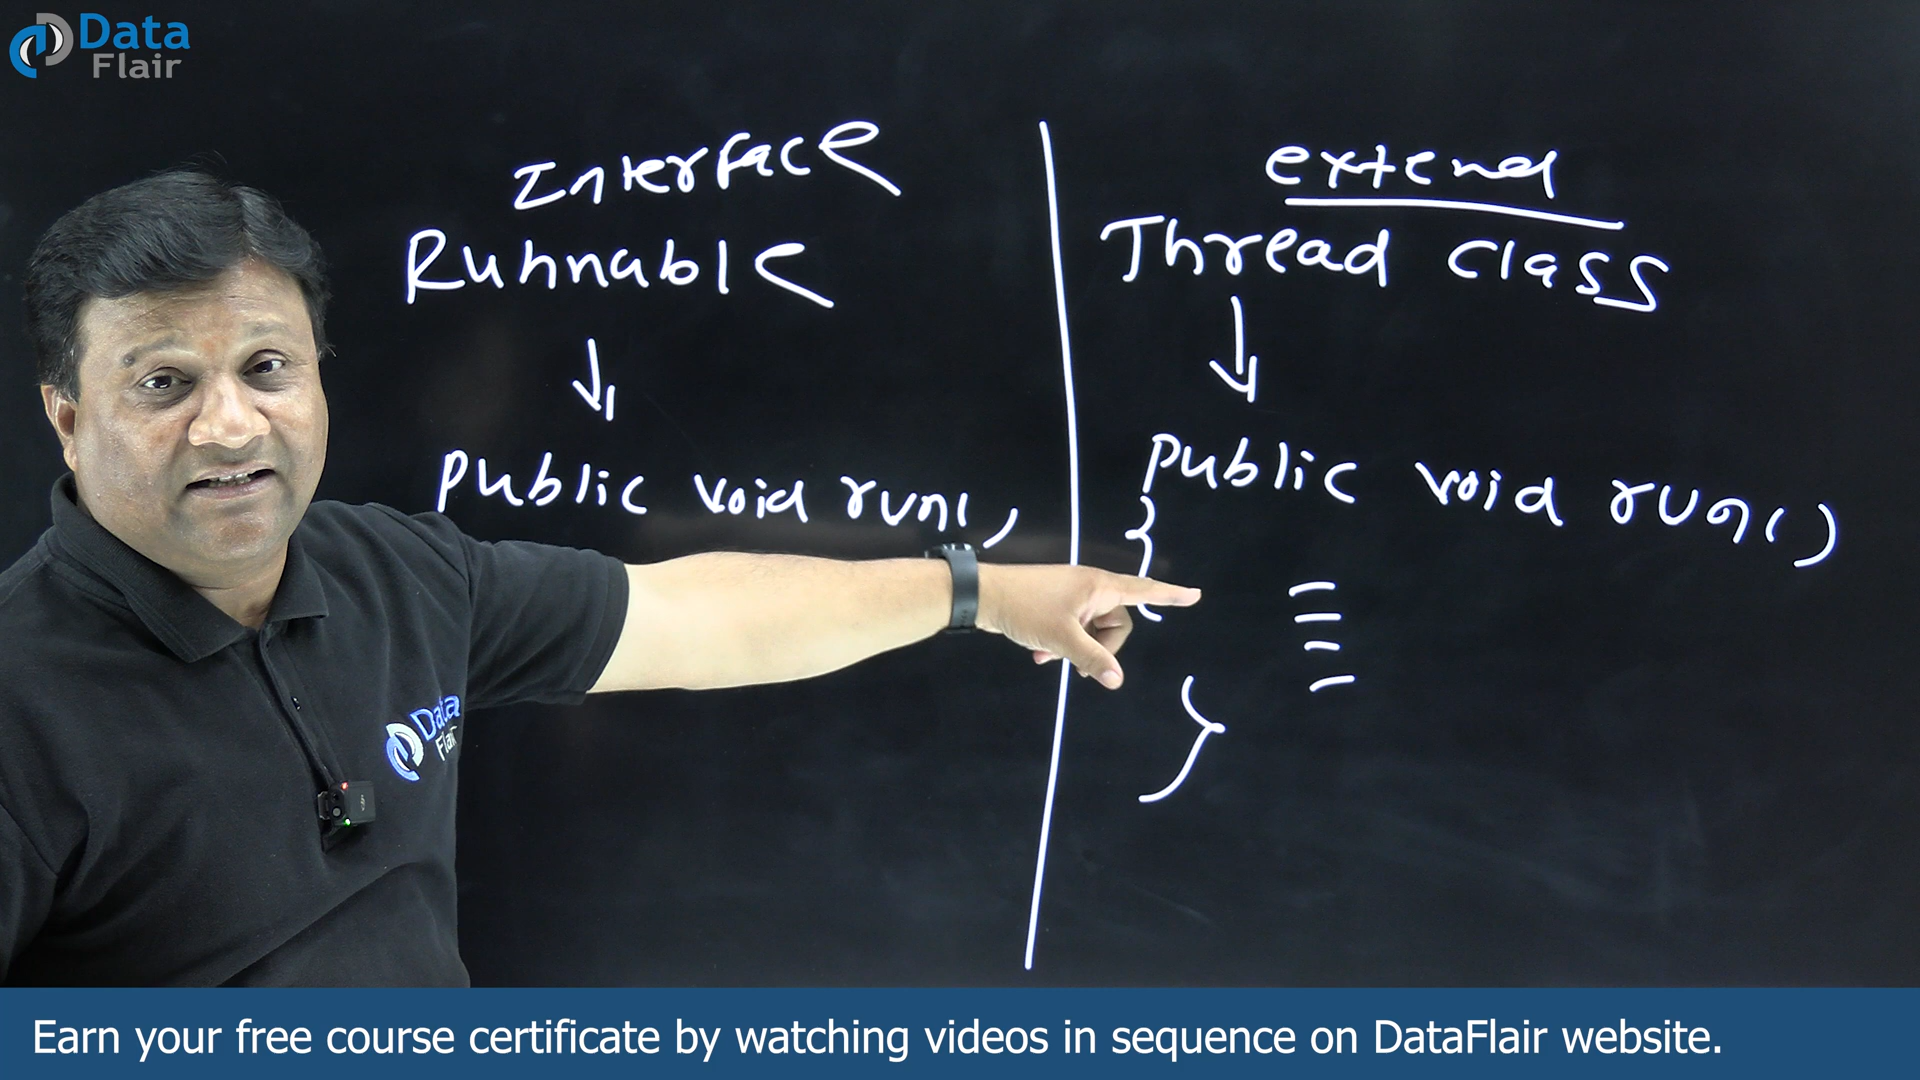 Data
Flair
Interface
Runnable
public void run()
extend
Thread class
public void run()
{
}
Data
Flair
Earn your free course certificate by watching videos in sequence on DataFlair website.